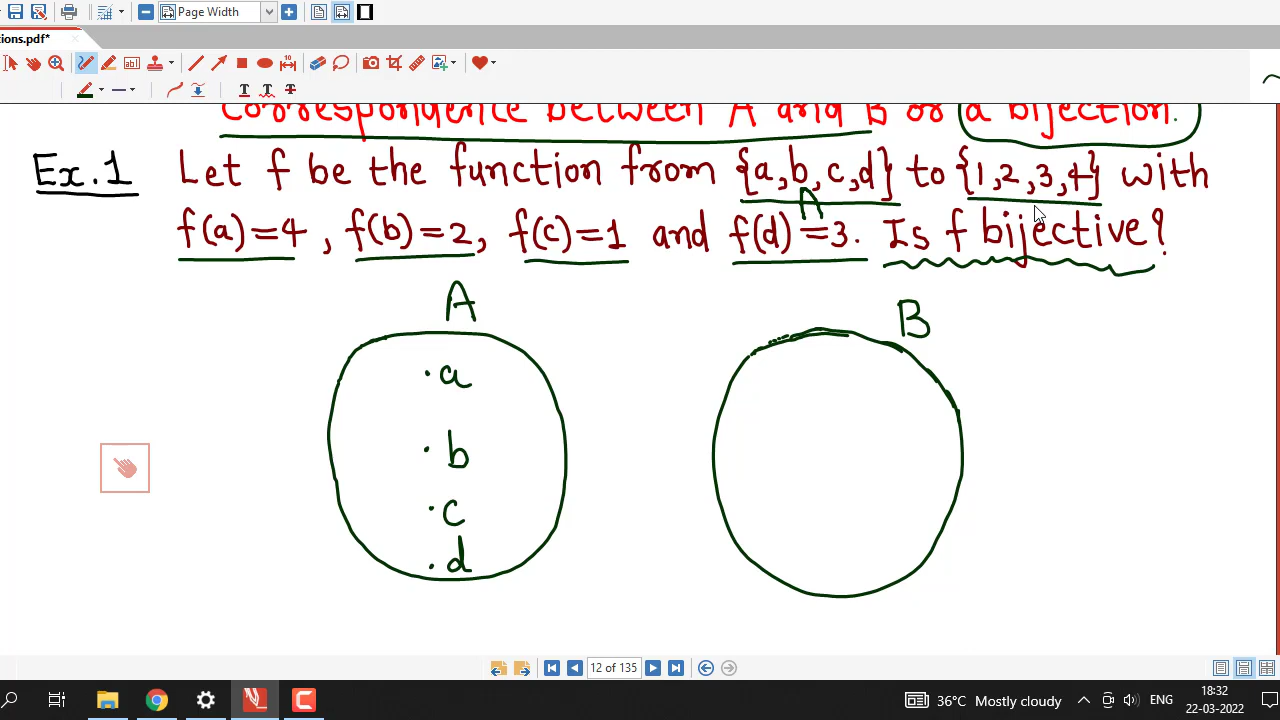 Page Width
ions.pdf*
10
correspondence between A and B or a bijection.
Ex.1 Let f be the function from {a,b,c,d} to {1,2,3,4} with
A
f(a)=4, f(b)=2, f(c)=1 and f(d)=3. Is f bijective?
A B
.a
.b
.c
.d
12 of 135
36°C Mostly cloudy ENG 18:32
22-03-2022